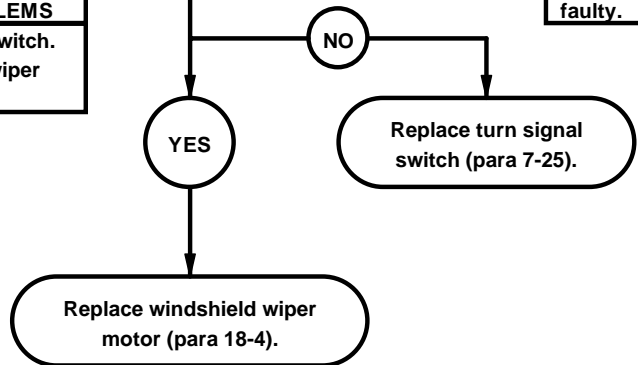 LEMS
witch.
wiper
faulty.
NO
YES
Replace turn signal
switch (para 7-25).
Replace windshield wiper
motor (para 18-4).